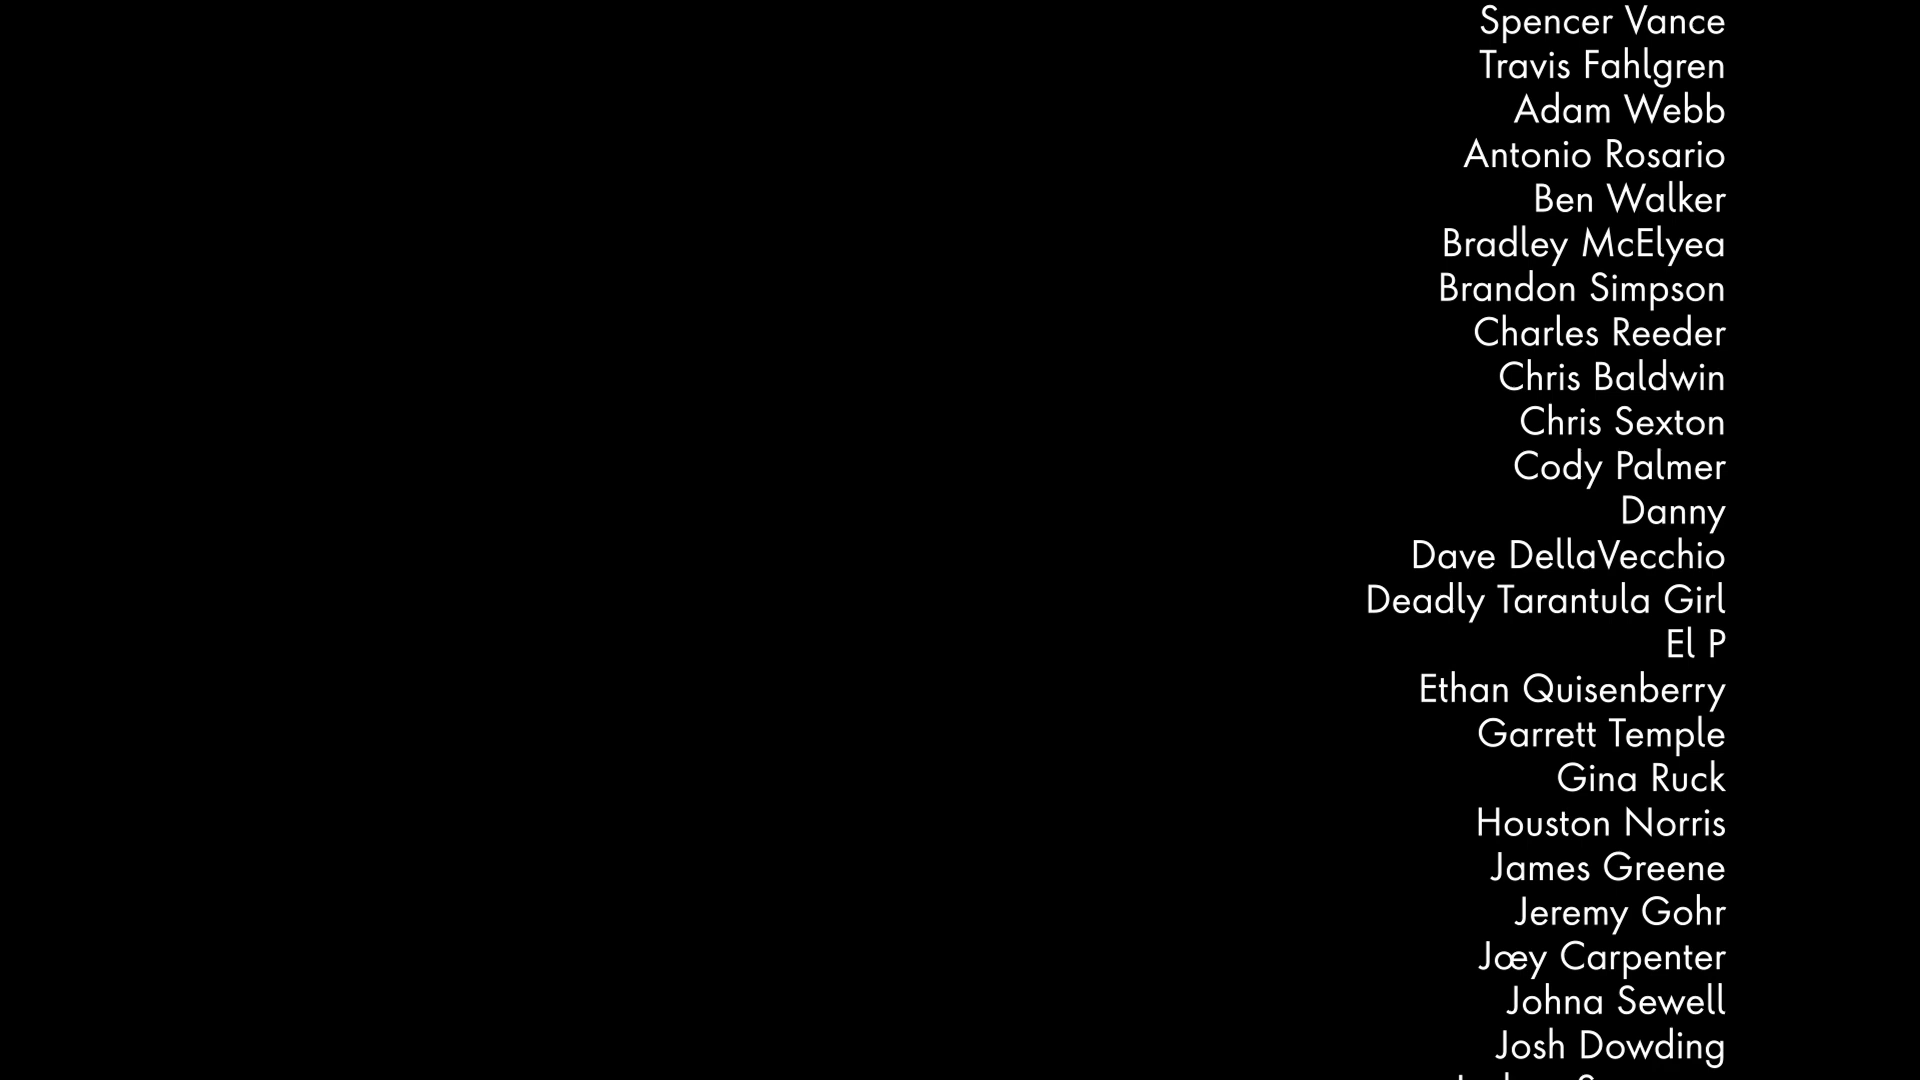 Spencer Vance
Travis Fahlgren
Adam Webb
Antonio Rosario
Ben Walker
Bradley McElyea
Brandon Simpson
Charles Reeder
Chris Baldwin
Chris Sexton
Cody Palmer
Danny
Dave DellaVecchio
Deadly Tarantula Girl
El P
Ethan Quisenberry
Garrett Temple
Gina Ruck
Houston Norris
James Greene
Jeremy Gohr
Jœy Carpenter
Johna Sewell
Josh Dowding